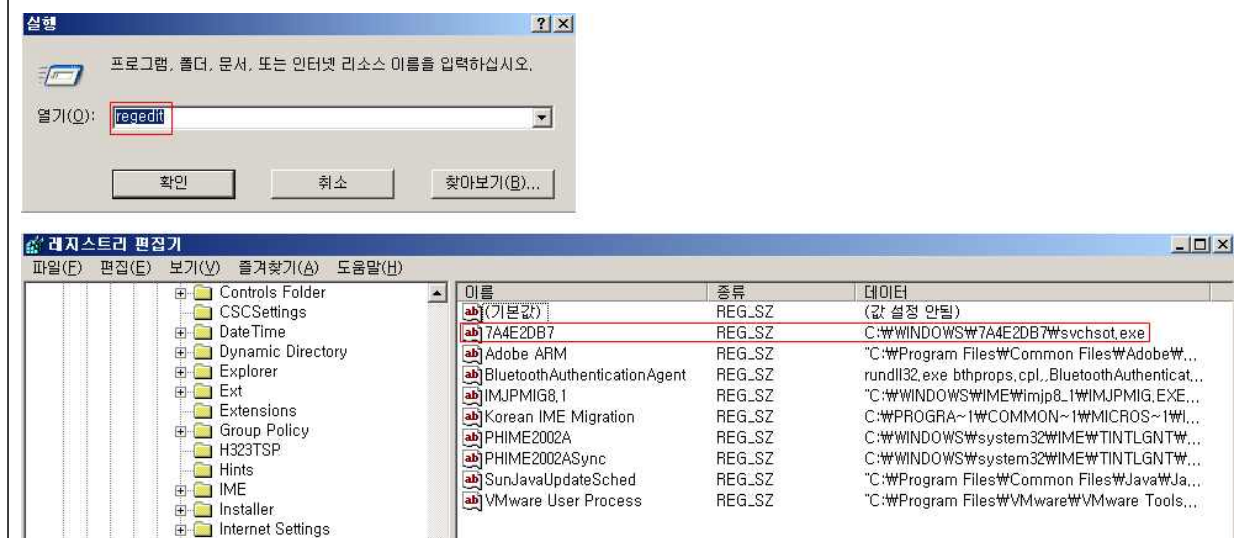 실행
프로그램, 폴더, 문서, 또는 인터넷 리소스 이름을 입력하십시오.
열기(O): regedit
확인 취소 찾아보기(B)...
레지스트리 편집기
파일(F) 편집(E) 보기(V) 즐겨찾기(A) 도움말(H)
Controls Folder
CSCSettings
DateTime
Dynamic Directory
Explorer
Ext
Extensions
Group Policy
H323TSP
Hints
IME
Installer
Internet Settings
이름 종류 데이터
(기본값) REG_SZ (값 설정 안됨)
7A4E2DB7 REG_SZ C:₩WINDOWS₩7A4E2DB7₩svchsot.exe
Adobe ARM REG_SZ "C:₩Program Files₩Common Files₩Adobe₩...
BluetoothAuthenticationAgent REG_SZ rundll32.exe bthprops.cpl,,BluetoothAuthenticat...
IMJPMIG8.1 REG_SZ "C:₩WINDOWS₩IME₩imjp8_1₩IMJPMIG.EXE...
Korean IME Migration REG_SZ C:₩PROGRA~1₩COMMON~1₩MICROS~1₩I...
PHIME2002A REG_SZ C:₩WINDOWS₩system32₩IME₩TINTLGNT₩...
PHIME2002ASync REG_SZ C:₩WINDOWS₩system32₩IME₩TINTLGNT₩...
SunJavaUpdateSched REG_SZ "C:₩Program Files₩Common Files₩Java₩Ja...
VMware User Process REG_SZ "C:₩Program Files₩VMware₩VMware Tools...